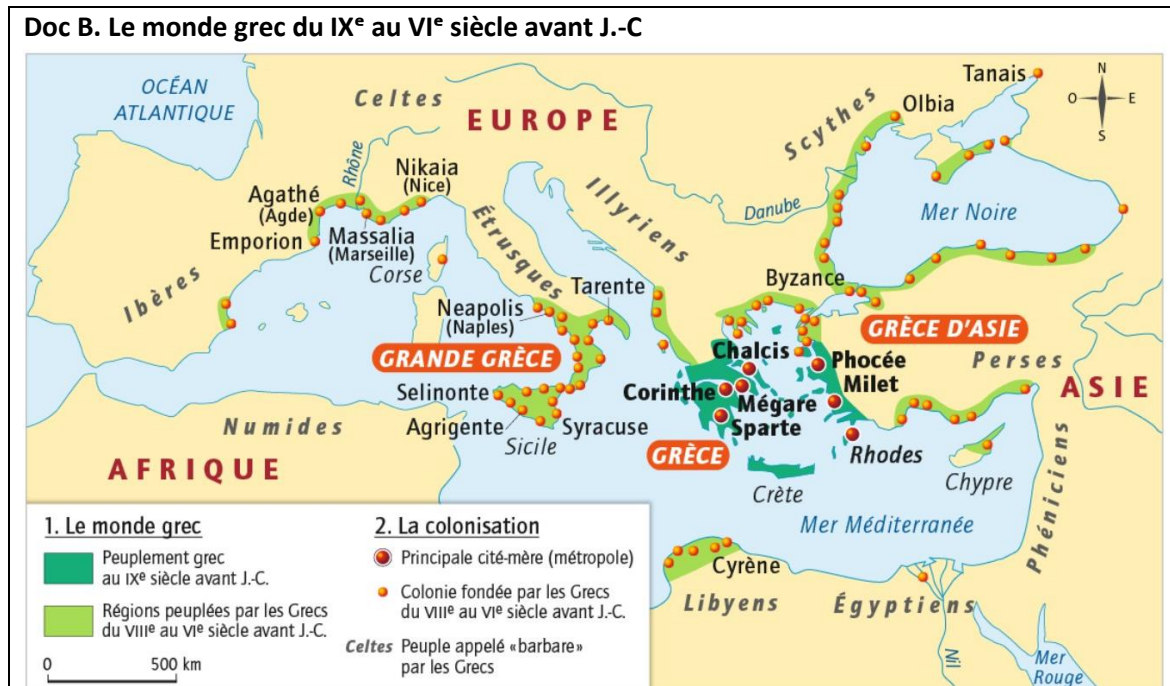 Doc B. Le monde grec du IXᵉ au VIᵉ siècle avant J.-C
OCÉAN
ATLANTIQUE
Celtes
EUROPE
Scythes
Tanais
Olbia
N
O
E
S
Rhône
Nikaia
(Nice)
Agathé
(Agde)
Emporion
Massalia
(Marseille)
Corse
Ibères
Étrusques
Illyriens
Danube
Mer Noire
Byzance
Tarente
Neapolis
(Naples)
GRANDE GRÈCE
GRÈCE D'ASIE
Perses
ASIE
Chalcis
Phocée
Milet
Corinthe
Mégare
Sparte
Selinonte
Agrigente
Sicile
Syracuse
Numides
AFRIQUE
GRÈCE
Rhodes
Crète
Chypre
Phéniciens
Mer Méditerranée
Cyrène
Libyens
Égyptiens
Nil
Mer
Rouge
1. Le monde grec
Peuplement grec
au IXᵉ siècle avant J.-C.
Régions peuplées par les Grecs
du VIIIᵉ au VIᵉ siècle avant J.-C.
0 500 km
2. La colonisation
Principale cité-mère (métropole)
Colonie fondée par les Grecs
du VIIIᵉ au VIᵉ siècle avant J.-C.
Celtes Peuple appelé «barbare»
par les Grecs